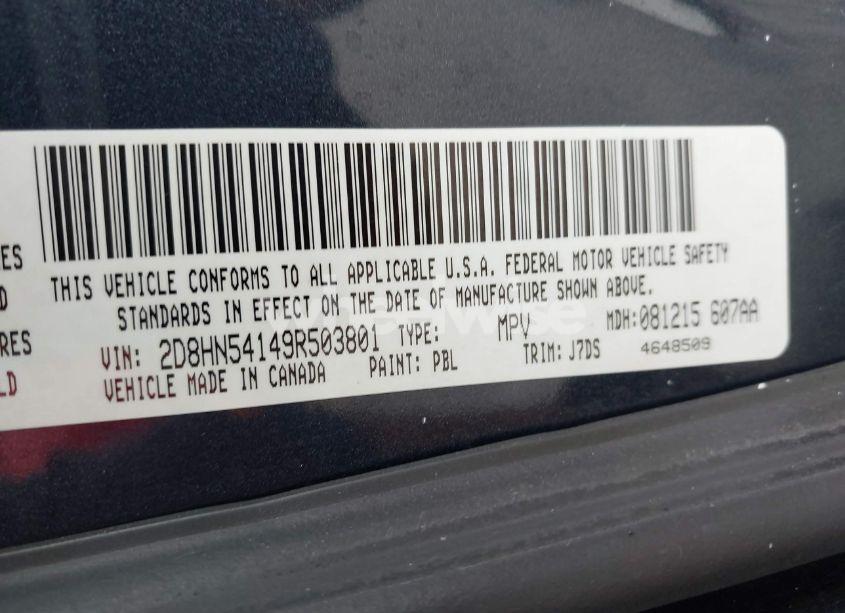 ES
THIS VEHICLE CONFORMS TO ALL APPLICABLE U.S.A. FEDERAL MOTOR VEHICLE SAFETY
D
STANDARDS IN EFFECT ON THE DATE OF MANUFACTURE SHOWN ABOVE.
RES
VIN: 2D8HN54149R503801 TYPE: MPV MDH: 081215 607AA
LD
VEHICLE MADE IN CANADA PAINT: PBL TRIM: J7DS 4648509